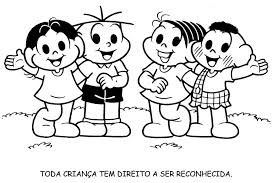 TODA CRIANÇA TEM DIREITO A SER RECONHECIDA.